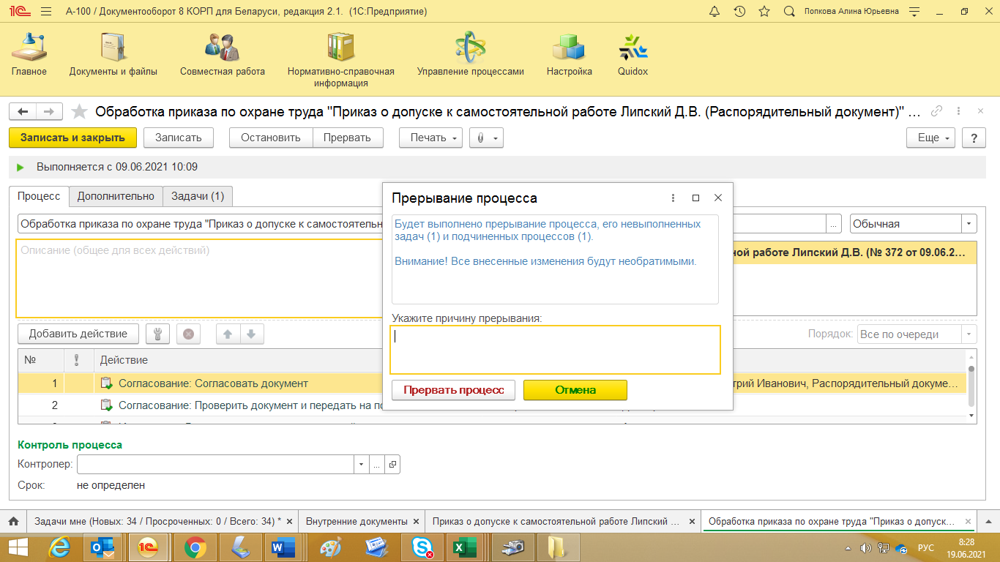 А-100 / Документооборот 8 КОРП для Беларуси, редакция 2.1. (1С:Предприятие)
Попкова Алина Юрьевна
Главное
Документы и файлы
Совместная работа
Нормативно-справочная
информация
Управление процессами
Настройка
Quidox
Обработка приказа по охране труда "Приказ о допуске к самостоятельной работе Липский Д.В. (Распорядительный документ)" ...
Записать и закрыть
Записать
Остановить
Прервать
Печать
Еще
?
Выполняется с 09.06.2021 10:09
Процесс
Дополнительно
Задачи (1)
Обработка приказа по охране труда "Приказ о допуске к
...
Обычная
Описание (общее для всех действий)
работе Липский Д.В. (№ 372 от 09.06.2...
Прерывание процесса
Будет выполнено прерывание процесса, его невыполненных
задач (1) и подчиненных процессов (1).
Внимание! Все внесенные изменения будут необратимыми.
Укажите причину прерывания:
Прервать процесс
Отмена
Добавить действие
Порядок:
Все по очереди
№
!
Действие
1
Согласование: Согласовать документ
Иванович, Распорядительный докуме...
2
Согласование: Проверить документ и передать на
Контроль процесса
Контролер:
...
Срок:
не определен
Задачи мне (Новых: 34 / Просроченных: 0 / Всего: 34) *
Внутренние документы
Приказ о допуске к самостоятельной работе Липский ...
Обработка приказа по охране труда "Приказ о допуск...
РУС
8:28
19.06.2021